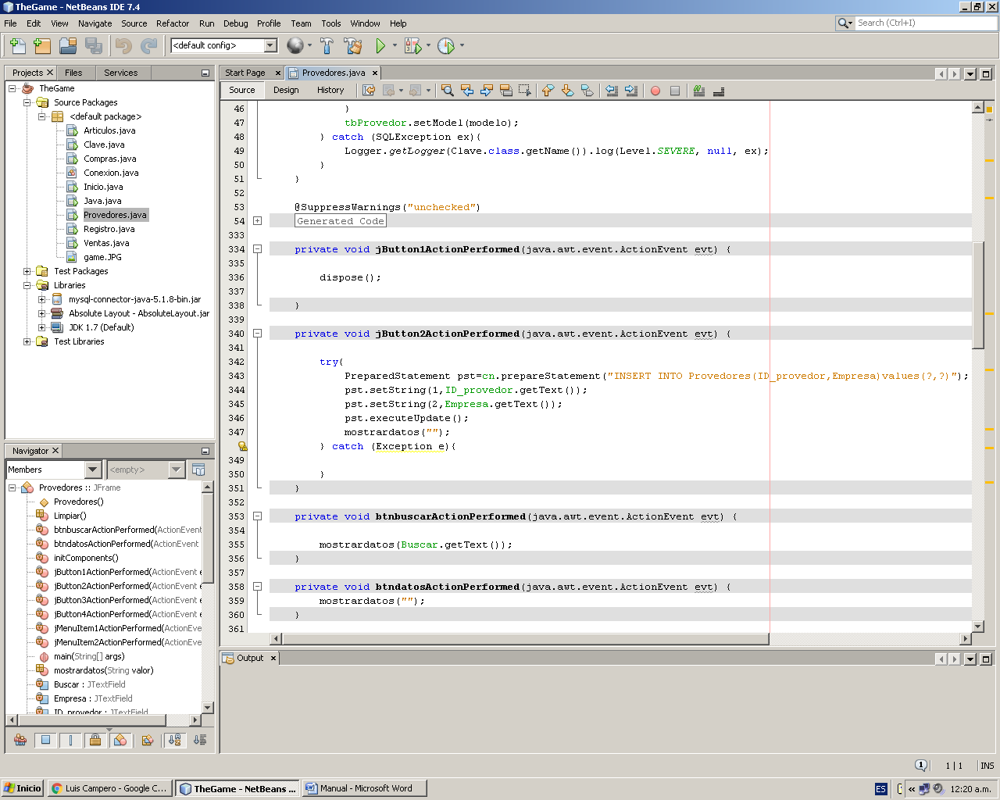 TheGame - NetBeans IDE 7.4
File Edit View Navigate Source Refactor Run Debug Profile Team Tools Window Help
Search (Ctrl+I)
<default config>
Projects Files Services
TheGame
Source Packages
<default package>
Articulos.java
Clave.java
Compras.java
Conexion.java
Inicio.java
Java.java
Provedores.java
Registro.java
Ventas.java
game.JPG
Test Packages
Libraries
mysql-connector-java-5.1.8-bin.jar
Absolute Layout - AbsoluteLayout.jar
JDK 1.7 (Default)
Test Libraries
Navigator
Members
<empty>
Provedores :: JFrame
Provedores()
Limpiar()
btnbuscarActionPerformed(ActionEvent
btndatosActionPerformed(ActionEvent
initComponents()
jButton1ActionPerformed(ActionEvent e
jButton2ActionPerformed(ActionEvent e
jButton3ActionPerformed(ActionEvent e
jButton4ActionPerformed(ActionEvent e
jMenuItem1ActionPerformed(ActionEve
jMenuItem2ActionPerformed(ActionEve
main(String[] args)
mostrardatos(String valor)
Buscar : JTextField
Empresa : JTextField
ID_provedor : JTextField
Start Page Provedores.java
Source Design History
46 }
47 tbProvedor.setModel(modelo);
48 } catch (SQLException ex){
49 Logger.getLogger(Clave.class.getName()).log(Level.SEVERE, null, ex);
50 }
51 }
52
53 @SuppressWarnings("unchecked")
54 Generated Code
333
334 private void jButton1ActionPerformed(java.awt.event.ActionEvent evt) {
335
336 dispose();
337
338 }
339
340 private void jButton2ActionPerformed(java.awt.event.ActionEvent evt) {
341
342 try{
343 PreparedStatement pst=cn.prepareStatement("INSERT INTO Provedores(ID_provedor,Empresa)values(?,?)");
344 pst.setString(1,ID_provedor.getText());
345 pst.setString(2,Empresa.getText());
346 pst.executeUpdate();
347 mostrardatos("");
} catch (Exception e){
349
350 }
351 }
352
353 private void btnbuscarActionPerformed(java.awt.event.ActionEvent evt) {
354
355 mostrardatos(Buscar.getText());
356 }
357
358 private void btndatosActionPerformed(java.awt.event.ActionEvent evt) {
359 mostrardatos("");
360 }
361
Output
1 1 | 1 INS
Inicio Luis Campero - Google C... TheGame - NetBeans ... Manual - Microsoft Word ES « 12:20 a.m.